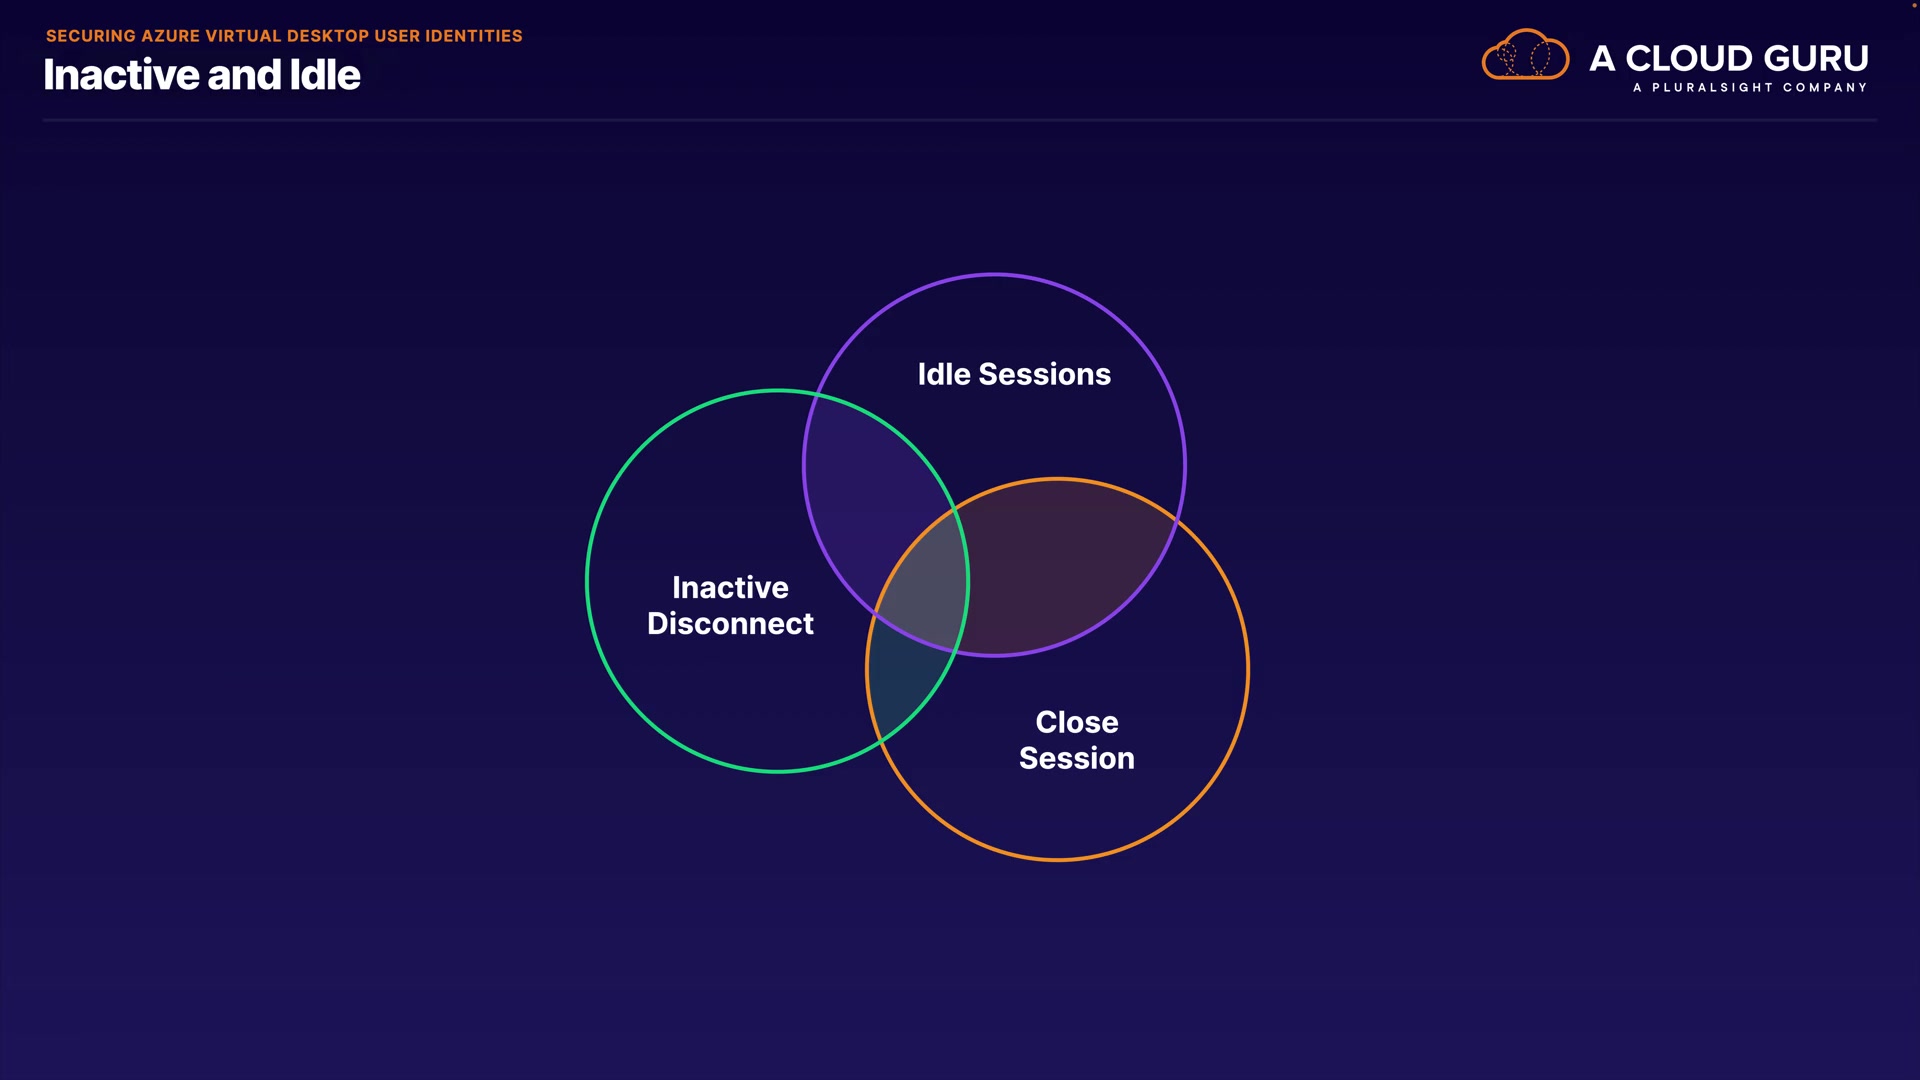 SECURING AZURE VIRTUAL DESKTOP USER IDENTITIES
Inactive and Idle
A CLOUD GURU
A PLURALSIGHT COMPANY
Idle Sessions
Inactive
Disconnect
Close
Session